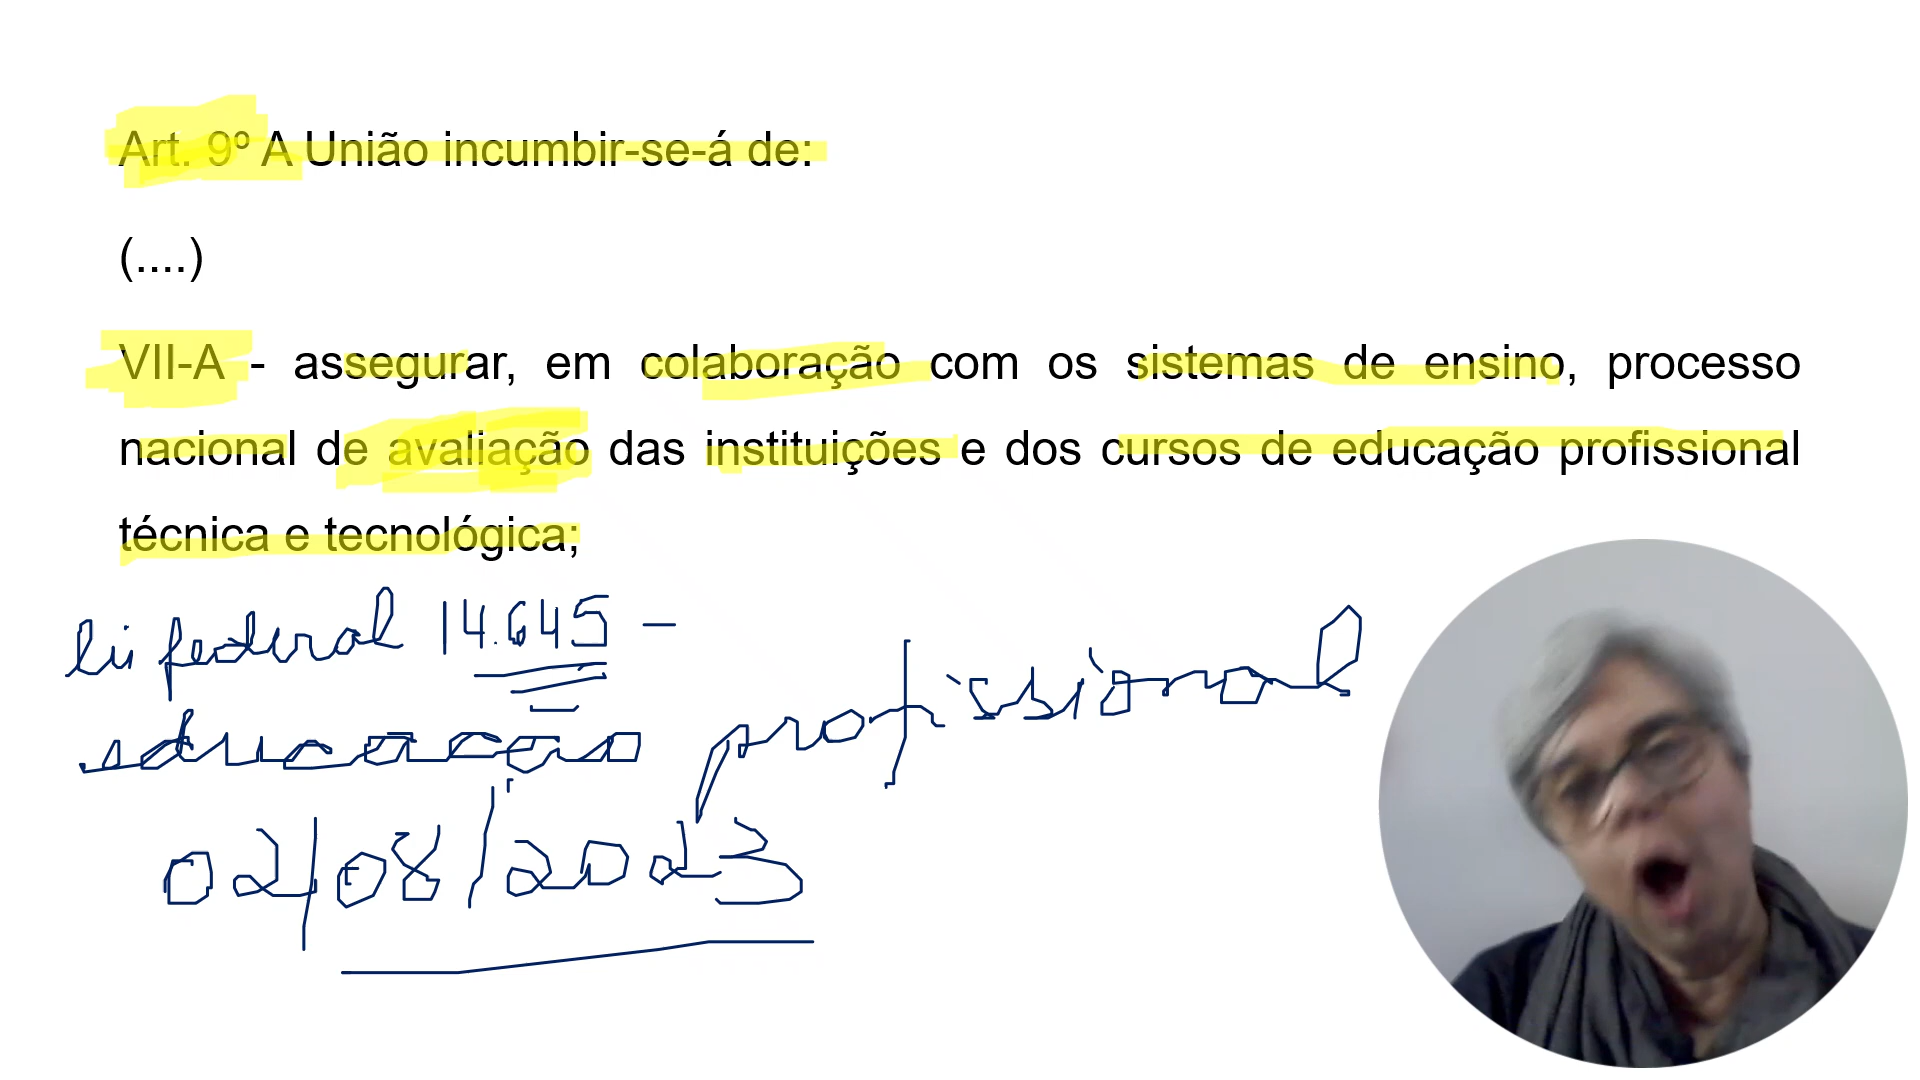 Art. 9º A União incumbir-se-á de:
(....)
VII-A - assegurar, em colaboração com os sistemas de ensino, processo
nacional de avaliação das instituições e dos cursos de educação profissional
técnica e tecnológica;
lei federal 14.645 -
educação profissional
02/08/2023